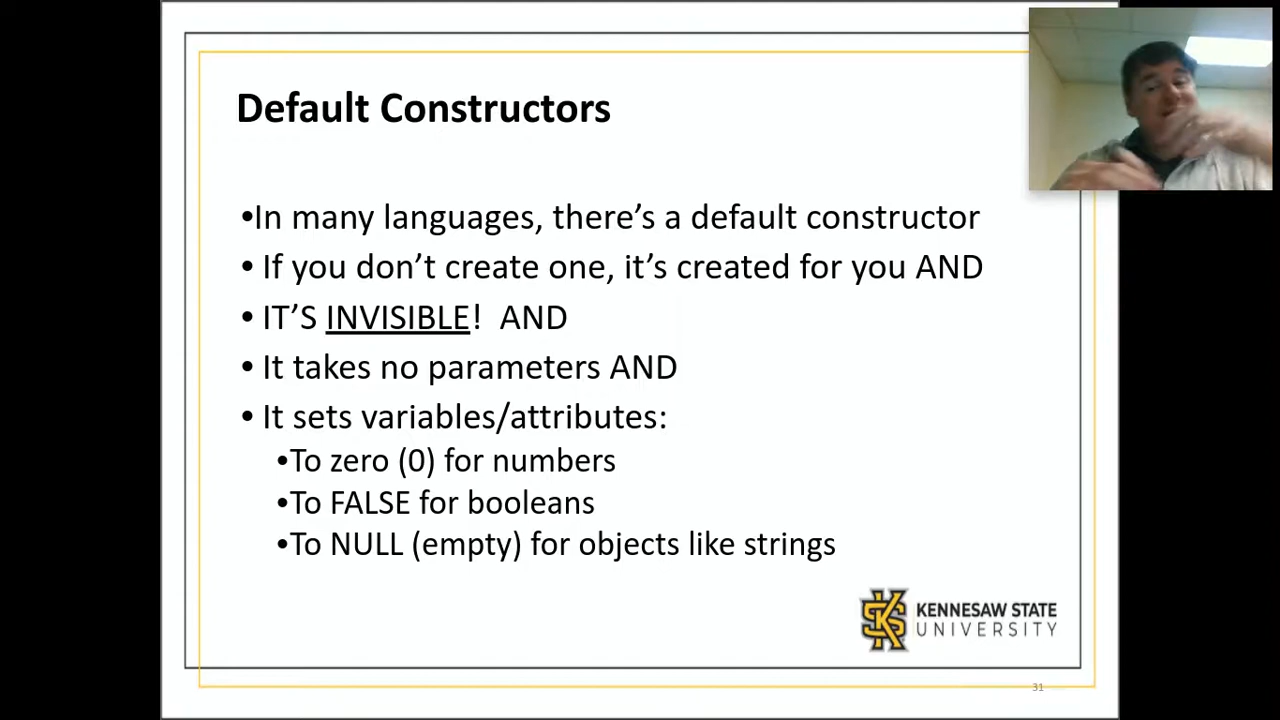 Default Constructors
•In many languages, there’s a default constructor
• If you don’t create one, it’s created for you AND
• IT’S INVISIBLE!  AND
• It takes no parameters AND
• It sets variables/attributes:
•To zero (0) for numbers
•To FALSE for booleans
•To NULL (empty) for objects like strings
KENNESAW STATE
UNIVERSITY
31